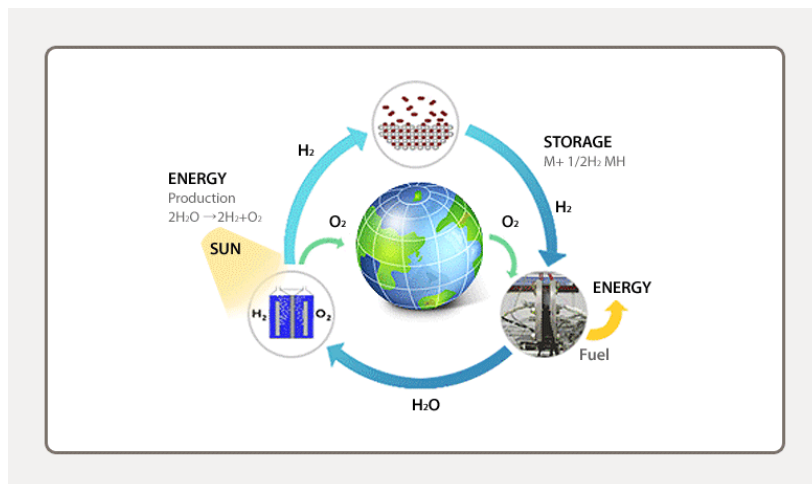 H₂
STORAGE
M+ 1/2H₂ MH
ENERGY
Production
2H₂O →2H₂+O₂
SUN
O₂
O₂
H₂
H₂ O₂
ENERGY
Fuel
H₂O